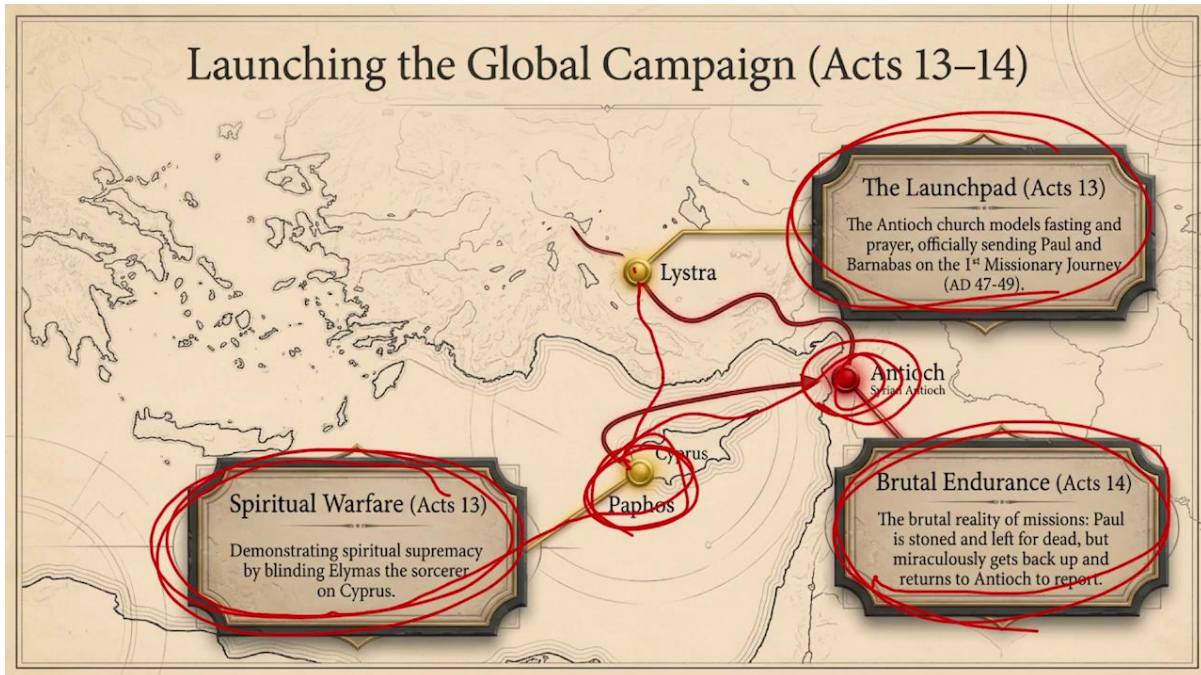 Launching the Global Campaign (Acts 13–14)
The Launchpad (Acts 13)
The Antioch church models fasting and
prayer, officially sending Paul and
Barnabas on the 1st Missionary Journey
(AD 47-49).
Lystra
Antioch
Syrian Antioch
Cyprus
Paphos
Spiritual Warfare (Acts 13)
Demonstrating spiritual supremacy
by blinding Elymas the sorcerer
on Cyprus.
Brutal Endurance (Acts 14)
The brutal reality of missions: Paul
is stoned and left for dead, but
miraculously gets back up and
returns to Antioch to report.